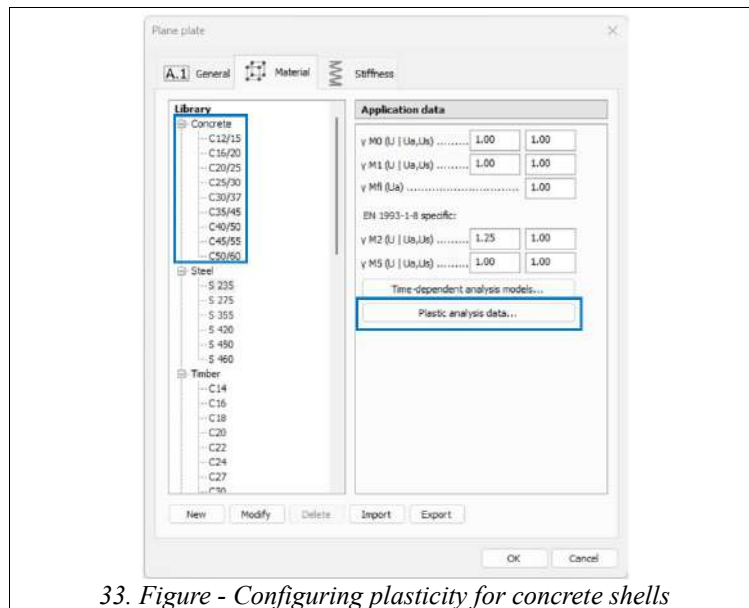 Plane plate
A.1 General Material Stiffness
Library
Concrete
C12/15
C16/20
C20/25
C25/30
C30/37
C35/45
C40/50
C45/55
C50/60
Steel
S 235
S 275
S 355
S 420
S 450
S 460
Timber
C14
C16
C18
C20
C22
C24
C27
C30
Application data
γ M0 (U | Ua,Us) ......... 1.00 1.00
γ M1 (U | Ua,Us) ......... 1.00 1.00
γ Mfi (Ua) .............................. 1.00
EN 1993-1-8 specific:
γ M2 (U | Ua,Us) ......... 1.25 1.00
γ M5 (U | Ua,Us) ......... 1.00 1.00
Time-dependent analysis models...
Plastic analysis data...
New Modify Delete Import Export
OK Cancel
33. Figure - Configuring plasticity for concrete shells